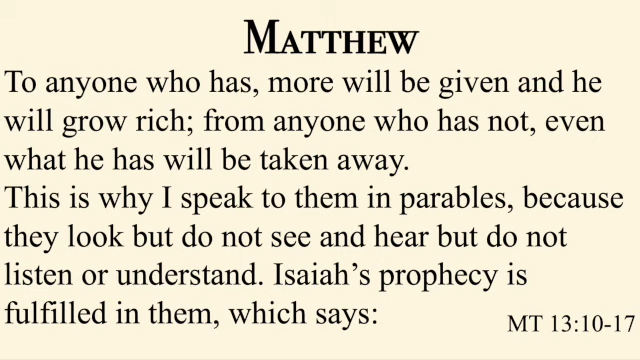 MATTHEW
To anyone who has, more will be given and he
will grow rich; from anyone who has not, even
what he has will be taken away.
This is why I speak to them in parables, because
they look but do not see and hear but do not
listen or understand. Isaiah’s prophecy is
fulfilled in them, which says:
MT 13:10-17